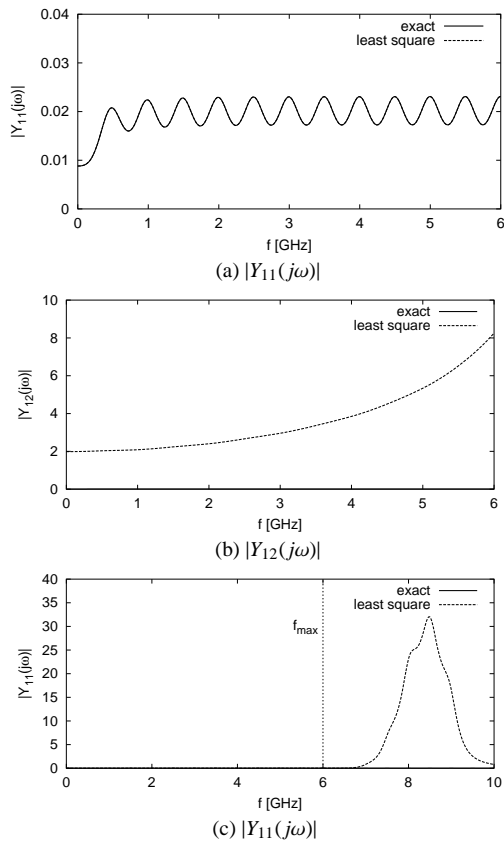 0.04
0.03
0.02
0.01
0
|Y11(jω)|
exact
least square
0 1 2 3 4 5 6
f [GHz]
(a) |Y11(jω)|
10
8
6
4
2
0
|Y12(jω)|
exact
least square
0 1 2 3 4 5 6
f [GHz]
(b) |Y12(jω)|
40
35
30
25
20
15
10
5
0
|Y11(jω)|
exact
least square
fmax
0 2 4 6 8 10
f [GHz]
(c) |Y11(jω)|